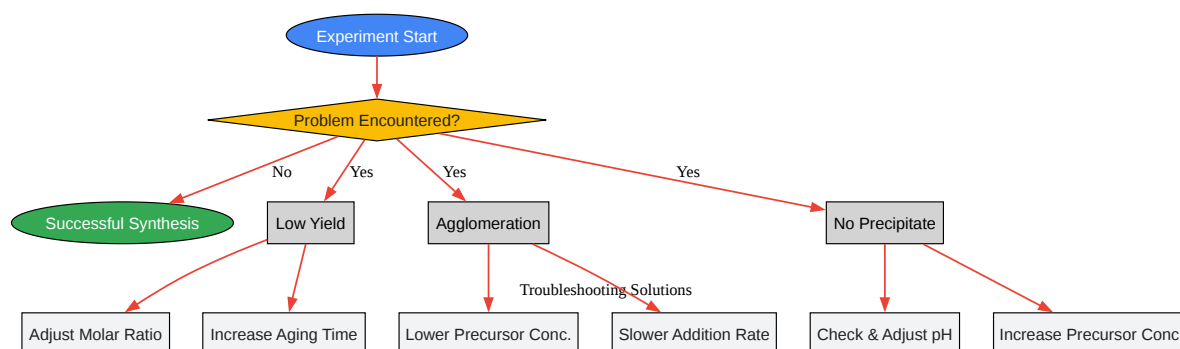 Experiment Start
Problem Encountered?
No
Yes
Yes
Yes
Successful Synthesis
Low Yield
Agglomeration
No Precipitate
Troubleshooting Solutions
Adjust Molar Ratio
Increase Aging Time
Lower Precursor Conc.
Slower Addition Rate
Check & Adjust pH
Increase Precursor Conc